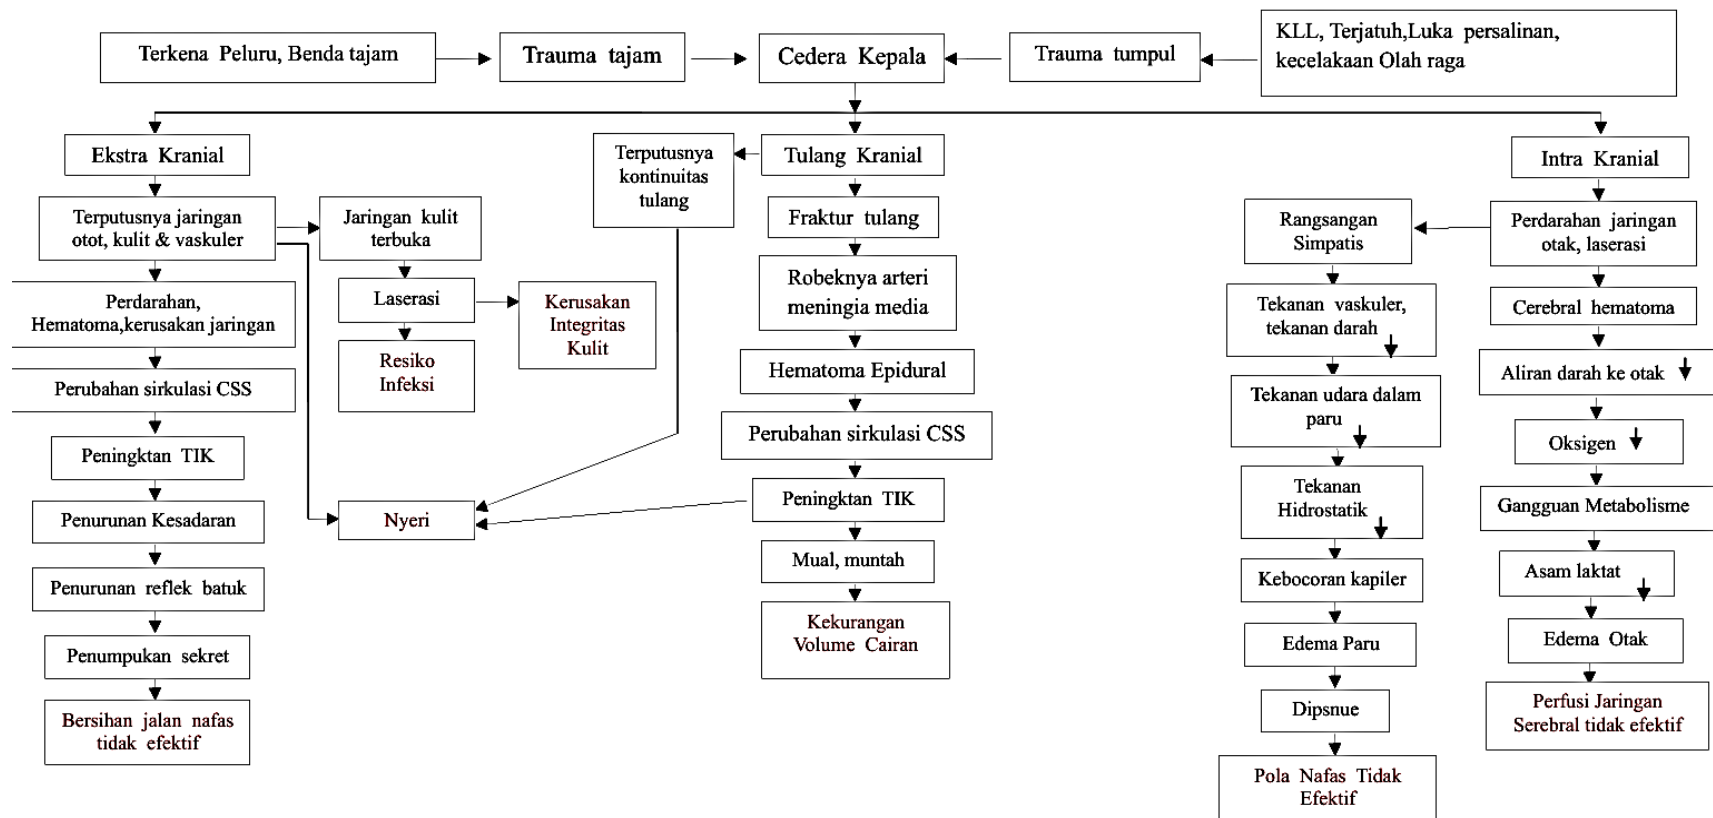 Terkena Peluru, Benda tajam
Trauma tajam
Cedera Kepala
Trauma tumpul
KLL, Terjatuh,Luka persalinan,
kecelakaan Olah raga
Ekstra Kranial
Terputusnya jaringan
otot, kulit & vaskuler
Perdarahan,
Hematoma,kerusakan jaringan
Perubahan sirkulasi CSS
Peningktan TIK
Penurunan Kesadaran
Penurunan reflek batuk
Penumpukan sekret
Bersihan jalan nafas
tidak efektif
Jaringan kulit
terbuka
Laserasi
Resiko
Infeksi
Kerusakan
Integritas
Kulit
Nyeri
Terputusnya
kontinuitas
tulang
Tulang Kranial
Fraktur tulang
Robeknya arteri
meningia media
Hematoma Epidural
Perubahan sirkulasi CSS
Peningktan TIK
Mual, muntah
Kekurangan
Volume Cairan
Intra Kranial
Perdarahan jaringan
otak, laserasi
Rangsangan
Simpatis
Tekanan vaskuler,
tekanan darah
Tekanan udara dalam
paru
Tekanan
Hidrostatik
Kebocoran kapiler
Edema Paru
Dipsnue
Pola Nafas Tidak
Efektif
Cerebral hematoma
Aliran darah ke otak
Oksigen
Gangguan Metabolisme
Asam laktat
Edema Otak
Perfusi Jaringan
Serebral tidak efektif